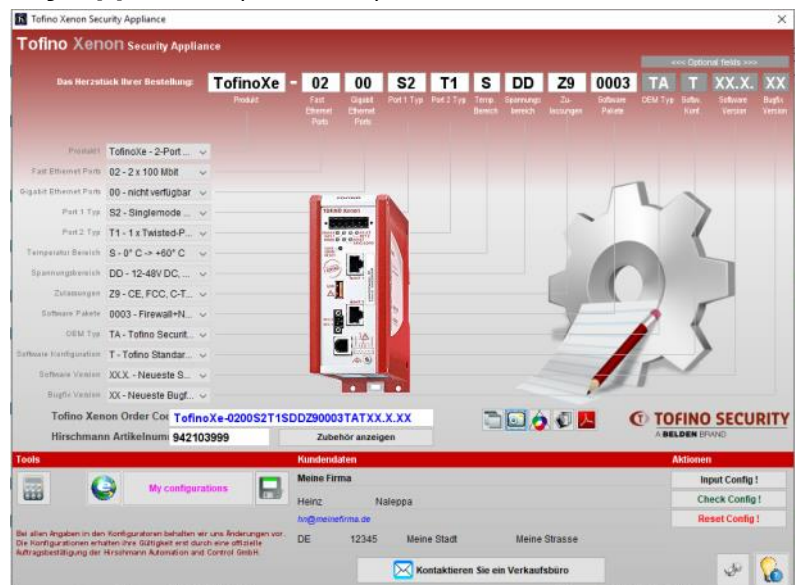 Tofino Xenon Security Appliance
Tofino Xenon Security Appliance
<<< Optional fields >>>
Das Herzstück Ihrer Bestellung: TofinoXe - 02 00 S2 T1 S DD Z9 0003 TA T XX.X. XX
Produkt Fast Ethernet Ports Gigabit Ethernet Ports Port 1 Typ Port 2 Typ Temp. Bereich Spannungsbereich Zulassungen Software Pakete OEM Typ Softw. Konf. Software Version Bugfix Version
Produkt TofinoXe - 2-Port ...
Fast Ethernet Ports 02 - 2 x 100 Mbit
Gigabit Ethernet Ports 00 - nicht verfügbar
Port 1 Typ S2 - Singlemode ...
Port 2 Typ T1 - 1 x Twisted-P...
Temperatur Bereich S - 0° C -> +60° C
Spannungsbereich DD - 12-48V DC, ...
Zulassungen Z9 - CE, FCC, C-T...
Software Pakete 0003 - Firewall+N...
OEM Typ TA - Tofino Securit...
Software Konfiguration T - Tofino Standar...
Software Version XX.X. - Neueste S...
Bugfix Version XX - Neueste Bugf...
Tofino Xenon Order Coc TofinoXe-0200S2T1SDDZ90003TATXX.X.XX
Hirschmann Artikelnum 942103999 Zubehör anzeigen
TOFINO SECURITY
A BELDEN BRAND
Tools Kundendaten Aktionen
My configurations
Meine Firma
Heinz Naleppa
hn@meinefirma.de
DE 12345 Meine Stadt Meine Strasse
Input Config !
Check Config !
Reset Config !
Bei allen Angaben in den Konfiguratoren behalten wir uns Änderungen vor.
Die Konfigurationen erhalten ihre Gültigkeit erst durch eine offizielle
Auftragsbestätigung der Hirschmann Automation and Control GmbH.
Kontaktieren Sie ein Verkaufsbüro